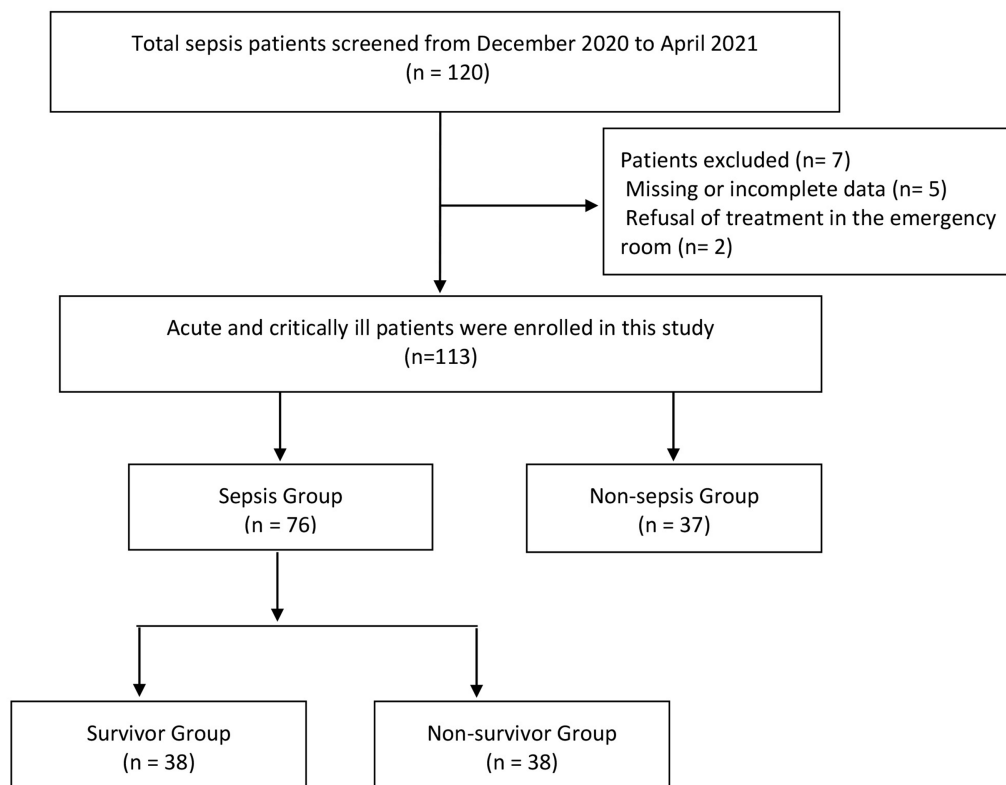 Total sepsis patients screened from December 2020 to April 2021
(n = 120)
Patients excluded (n= 7)
Missing or incomplete data (n= 5)
Refusal of treatment in the emergency
room (n= 2)
Acute and critically ill patients were enrolled in this study
(n=113)
Sepsis Group
(n = 76)
Non-sepsis Group
(n = 37)
Survivor Group
(n = 38)
Non-survivor Group
(n = 38)